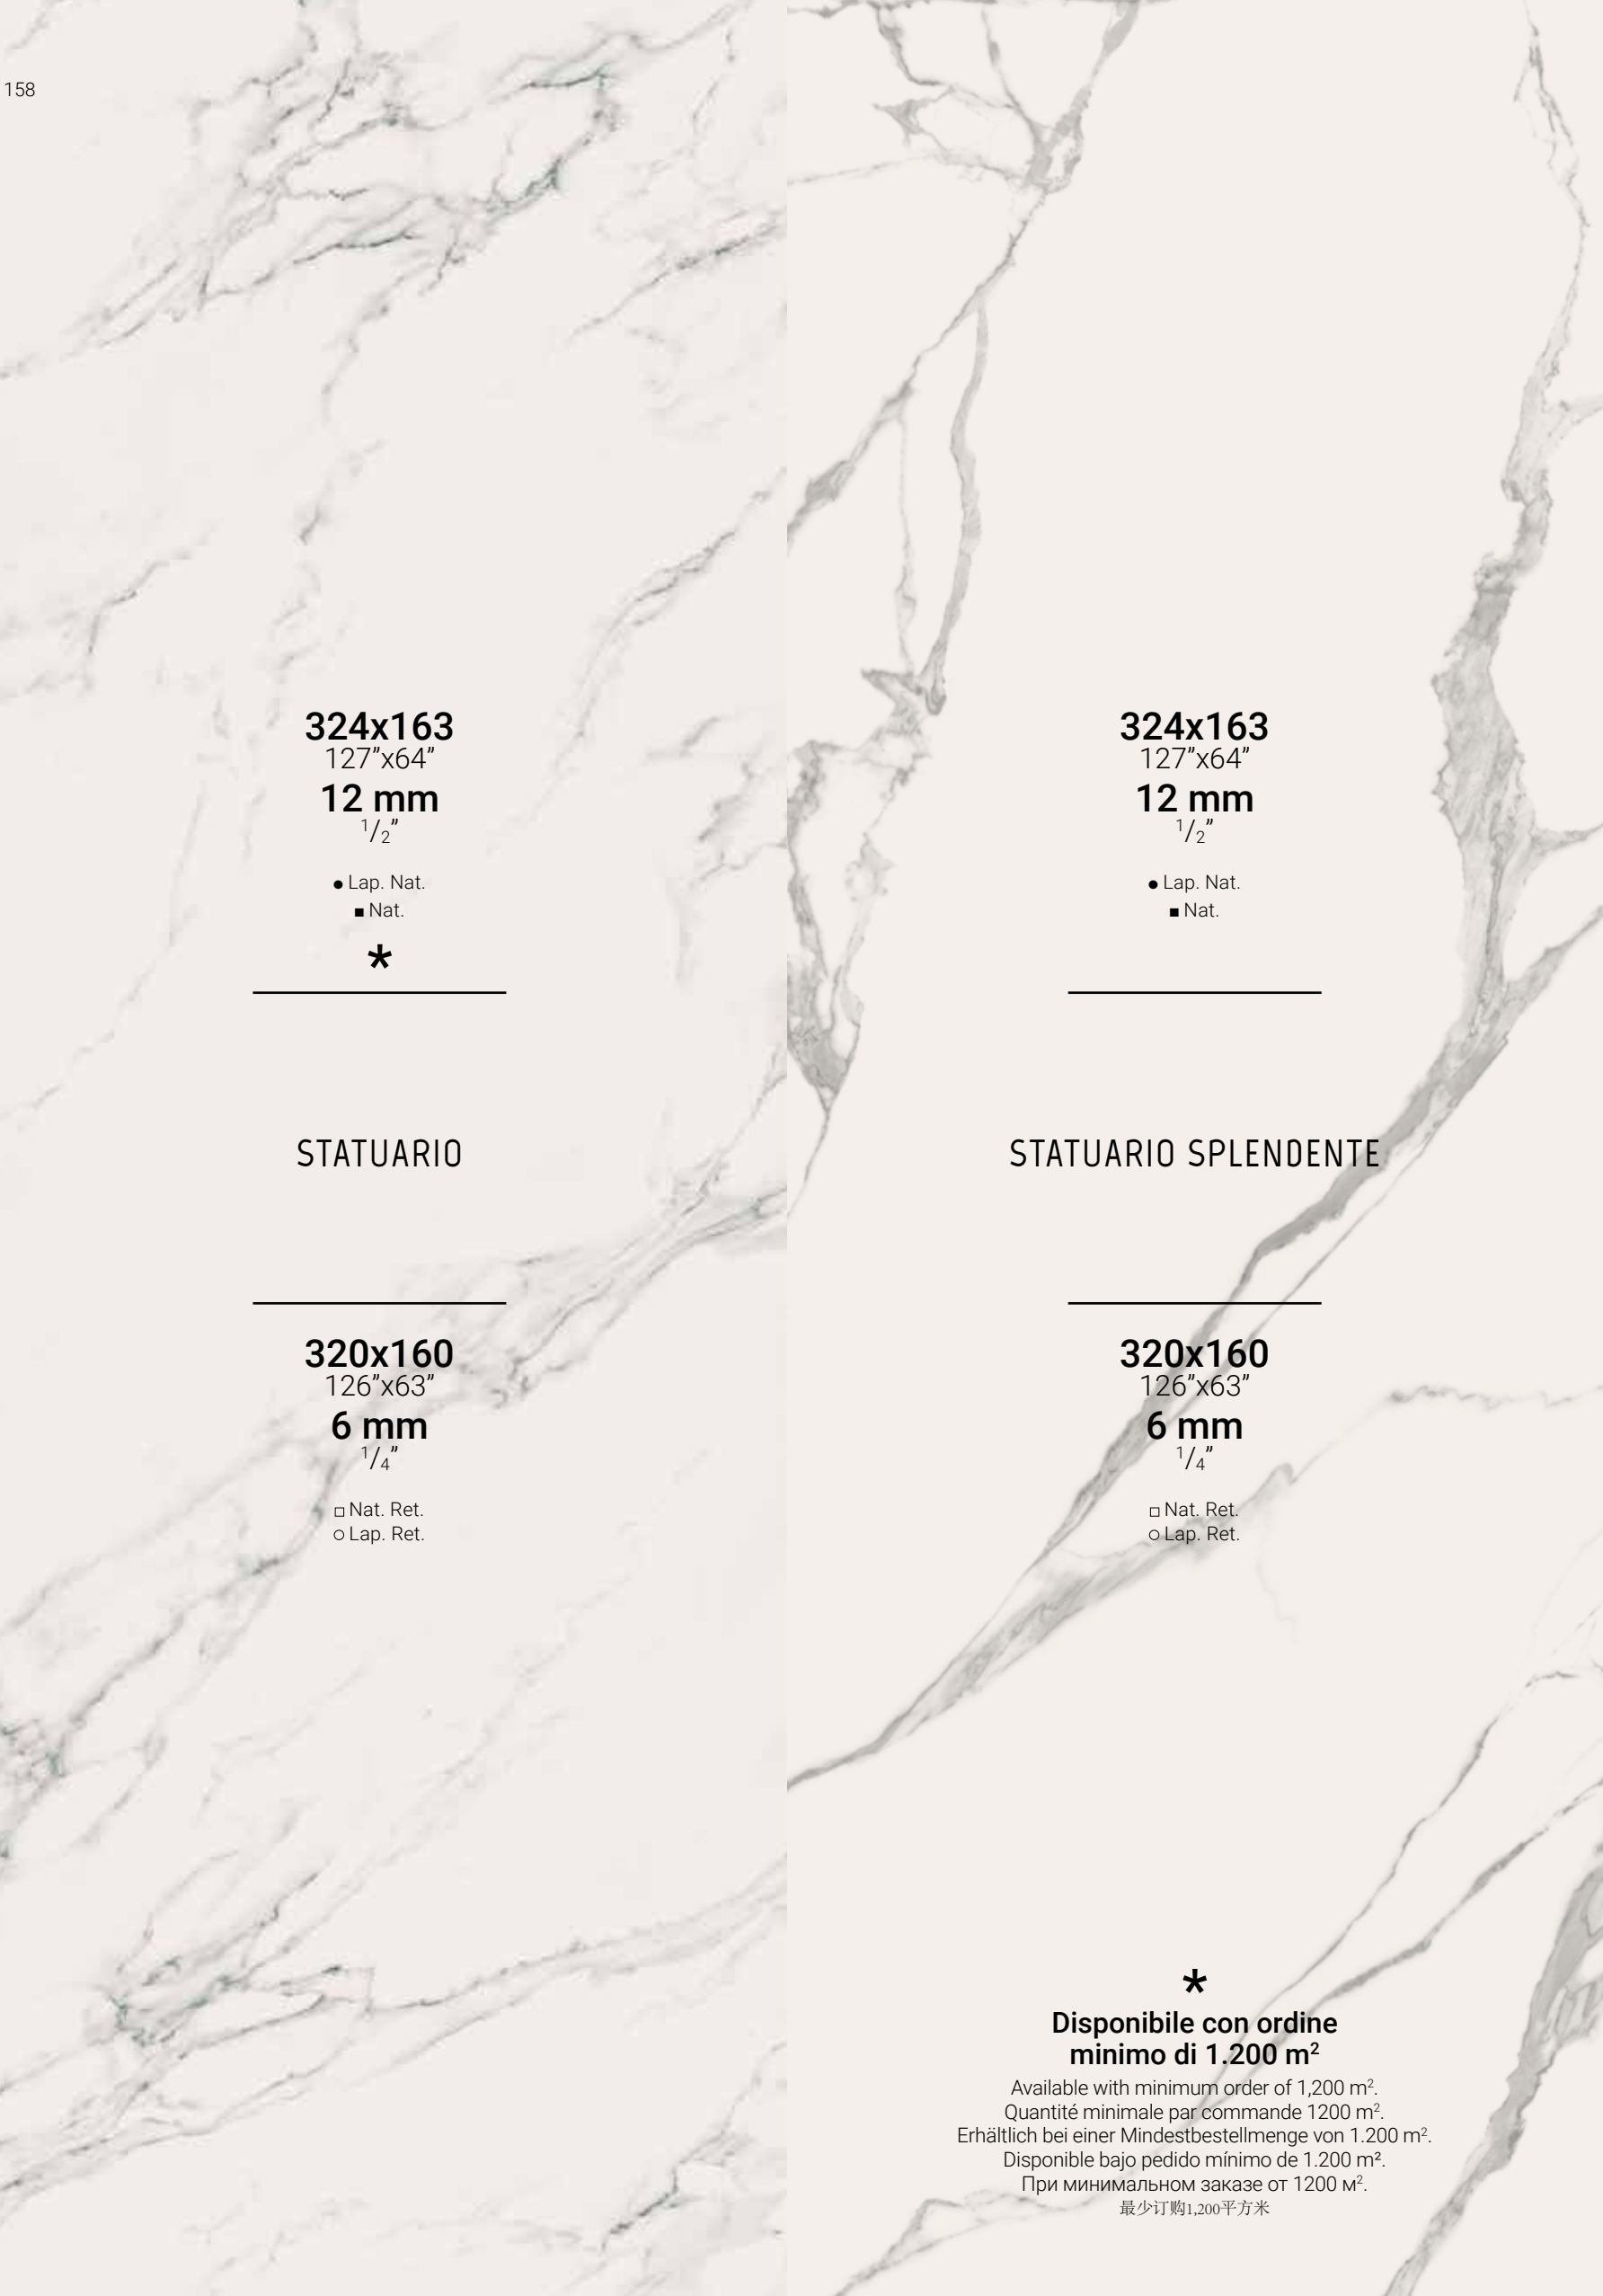 158
324x163
127”x64”
12 mm
1/2”
● Lap. Nat.
■ Nat.
*
STATUARIO
320x160
126”x63”
6 mm
1/4”
□ Nat. Ret.
○ Lap. Ret.
324x163
127”x64”
12 mm
1/2”
● Lap. Nat.
■ Nat.
STATUARIO SPLENDENTE
320x160
126”x63”
6 mm
1/4”
□ Nat. Ret.
○ Lap. Ret.
*
Disponibile con ordine
minimo di 1.200 m²
Available with minimum order of 1,200 m².
Quantité minimale par commande 1200 m².
Erhältlich bei einer Mindestbestellmenge von 1.200 m².
Disponible bajo pedido mínimo de 1.200 m².
При минимальном заказе от 1200 м².
最少订购1,200平方米